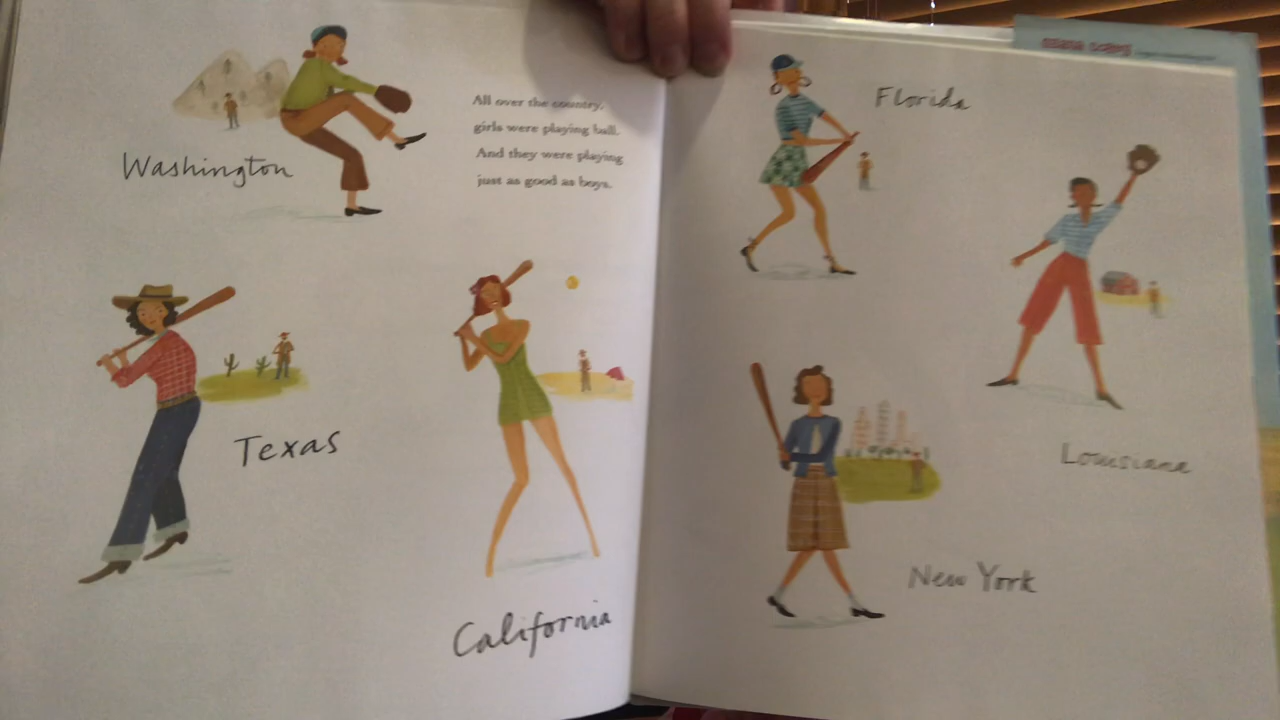 Washington
All over the country,
girls were playing ball.
And they were playing
just as good as boys.
Texas
California
Florida
Louisiana
New York